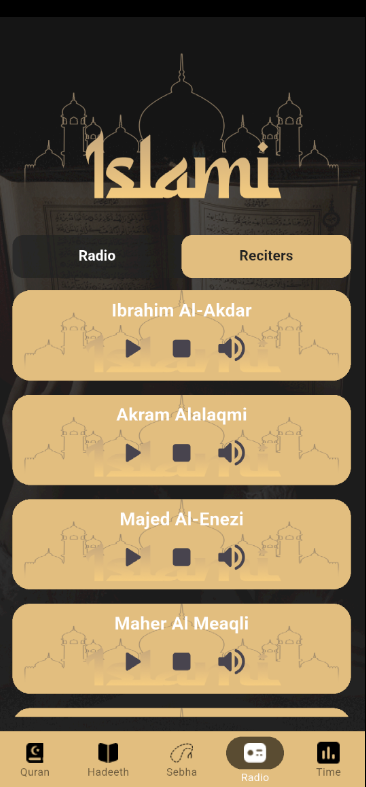 Islami
Radio
Reciters
Ibrahim Al-Akdar
Akram Alalaqmi
Majed Al-Enezi
Maher Al Meaqli
Quran
Hadeeth
Sebha
Radio
Time